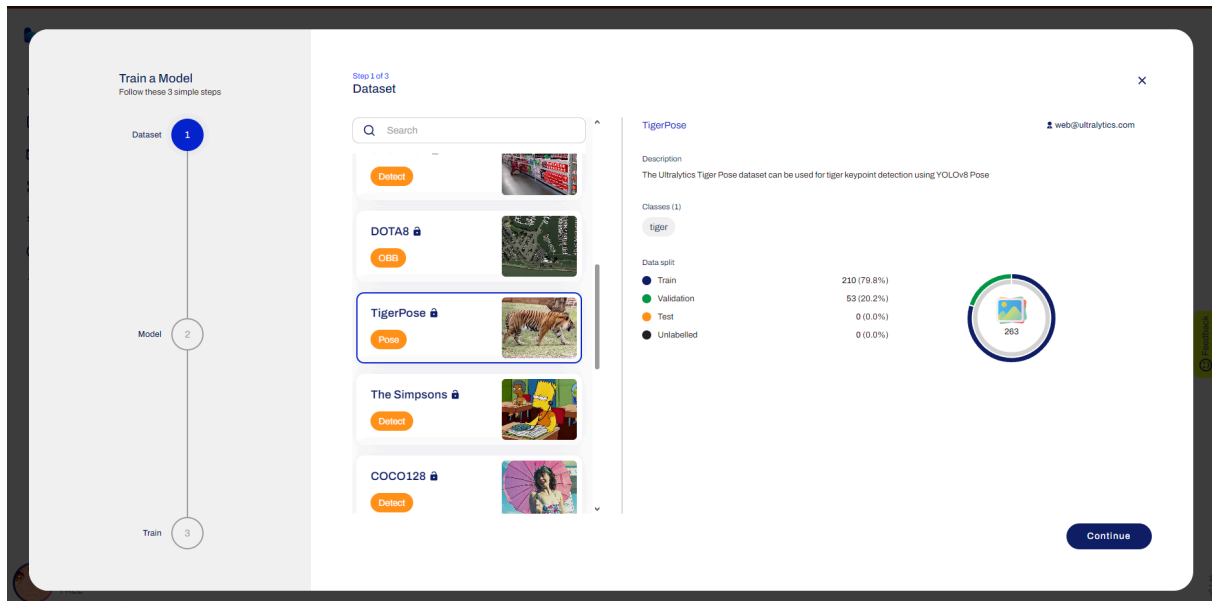 Train a Model
Follow these 3 simple steps
Dataset 1
Model 2
Train 3
Step 1 of 3
Dataset
Search
Detect
DOTA8
OBB
TigerPose
Pose
The Simpsons
Detect
COCO128
Detect
TigerPose
web@ultralytics.com
Description
The Ultralytics Tiger Pose dataset can be used for tiger keypoint detection using YOLOv8 Pose
Classes (1)
tiger
Data split
Train 210 (79.8%)
Validation 53 (20.2%)
Test 0 (0.0%)
Unlabelled 0 (0.0%)
263
Continue
Feedback